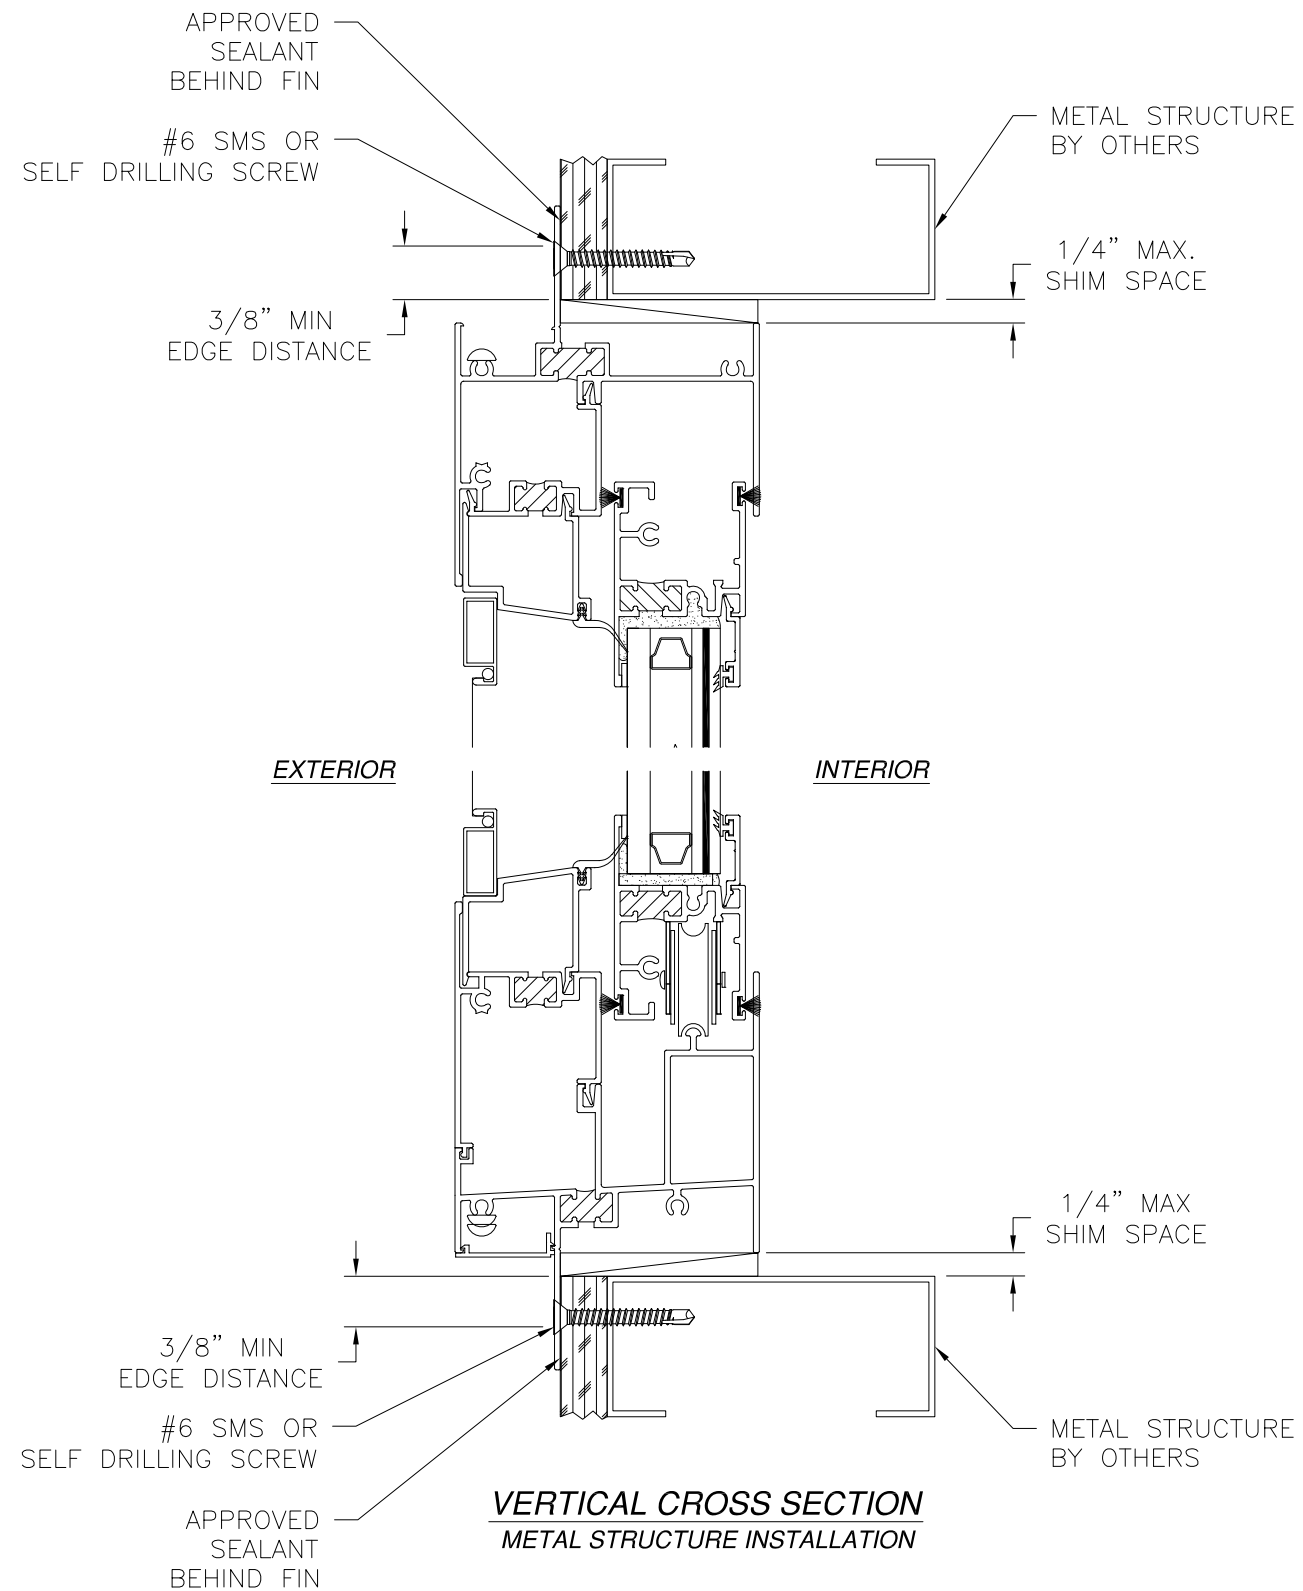 APPROVED
SEALANT
BEHIND FIN
#6 SMS OR
SELF DRILLING SCREW
METAL STRUCTURE
BY OTHERS
1/4” MAX.
SHIM SPACE
3/8” MIN
EDGE DISTANCE
EXTERIOR
INTERIOR
1/4” MAX
SHIM SPACE
3/8” MIN
EDGE DISTANCE
#6 SMS OR
SELF DRILLING SCREW
METAL STRUCTURE
BY OTHERS
APPROVED
SEALANT
BEHIND FIN
VERTICAL CROSS SECTION
METAL STRUCTURE INSTALLATION